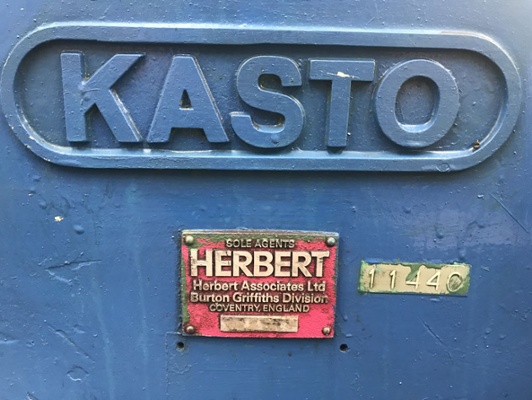 KASTO
SOLE AGENTS
HERBERT
Herbert Associates Ltd
Burton Griffiths Division
COVENTRY, ENGLAND
11440